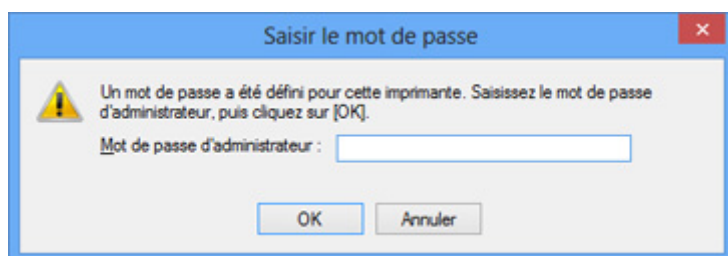 Saisir le mot de passe
Un mot de passe a été défini pour cette imprimante. Saisissez le mot de passe
d'administrateur, puis cliquez sur [OK].
Mot de passe d'administrateur :
OK
Annuler